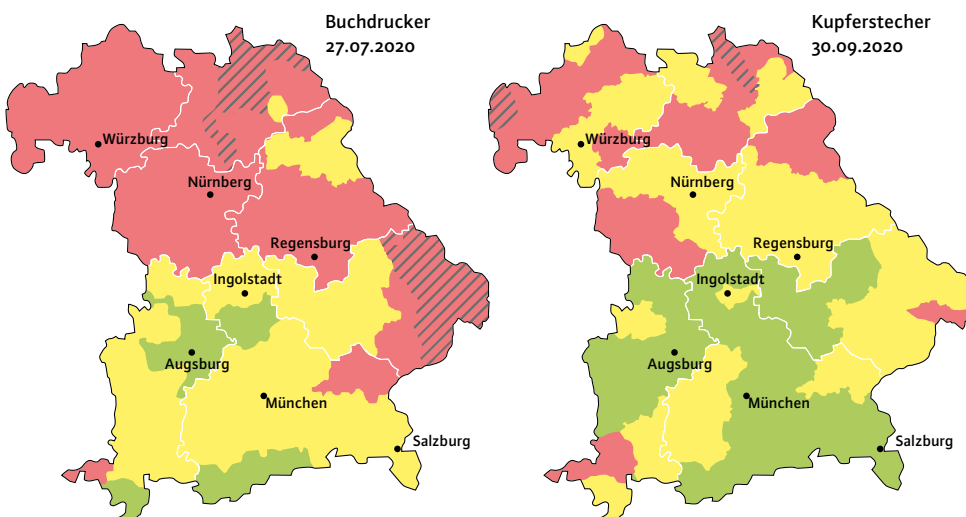 Buchdrucker
27.07.2020
Würzburg
Nürnberg
Regensburg
Ingolstadt
Augsburg
München
Salzburg
Kupferstecher
30.09.2020
Würzburg
Nürnberg
Regensburg
Ingolstadt
Augsburg
München
Salzburg